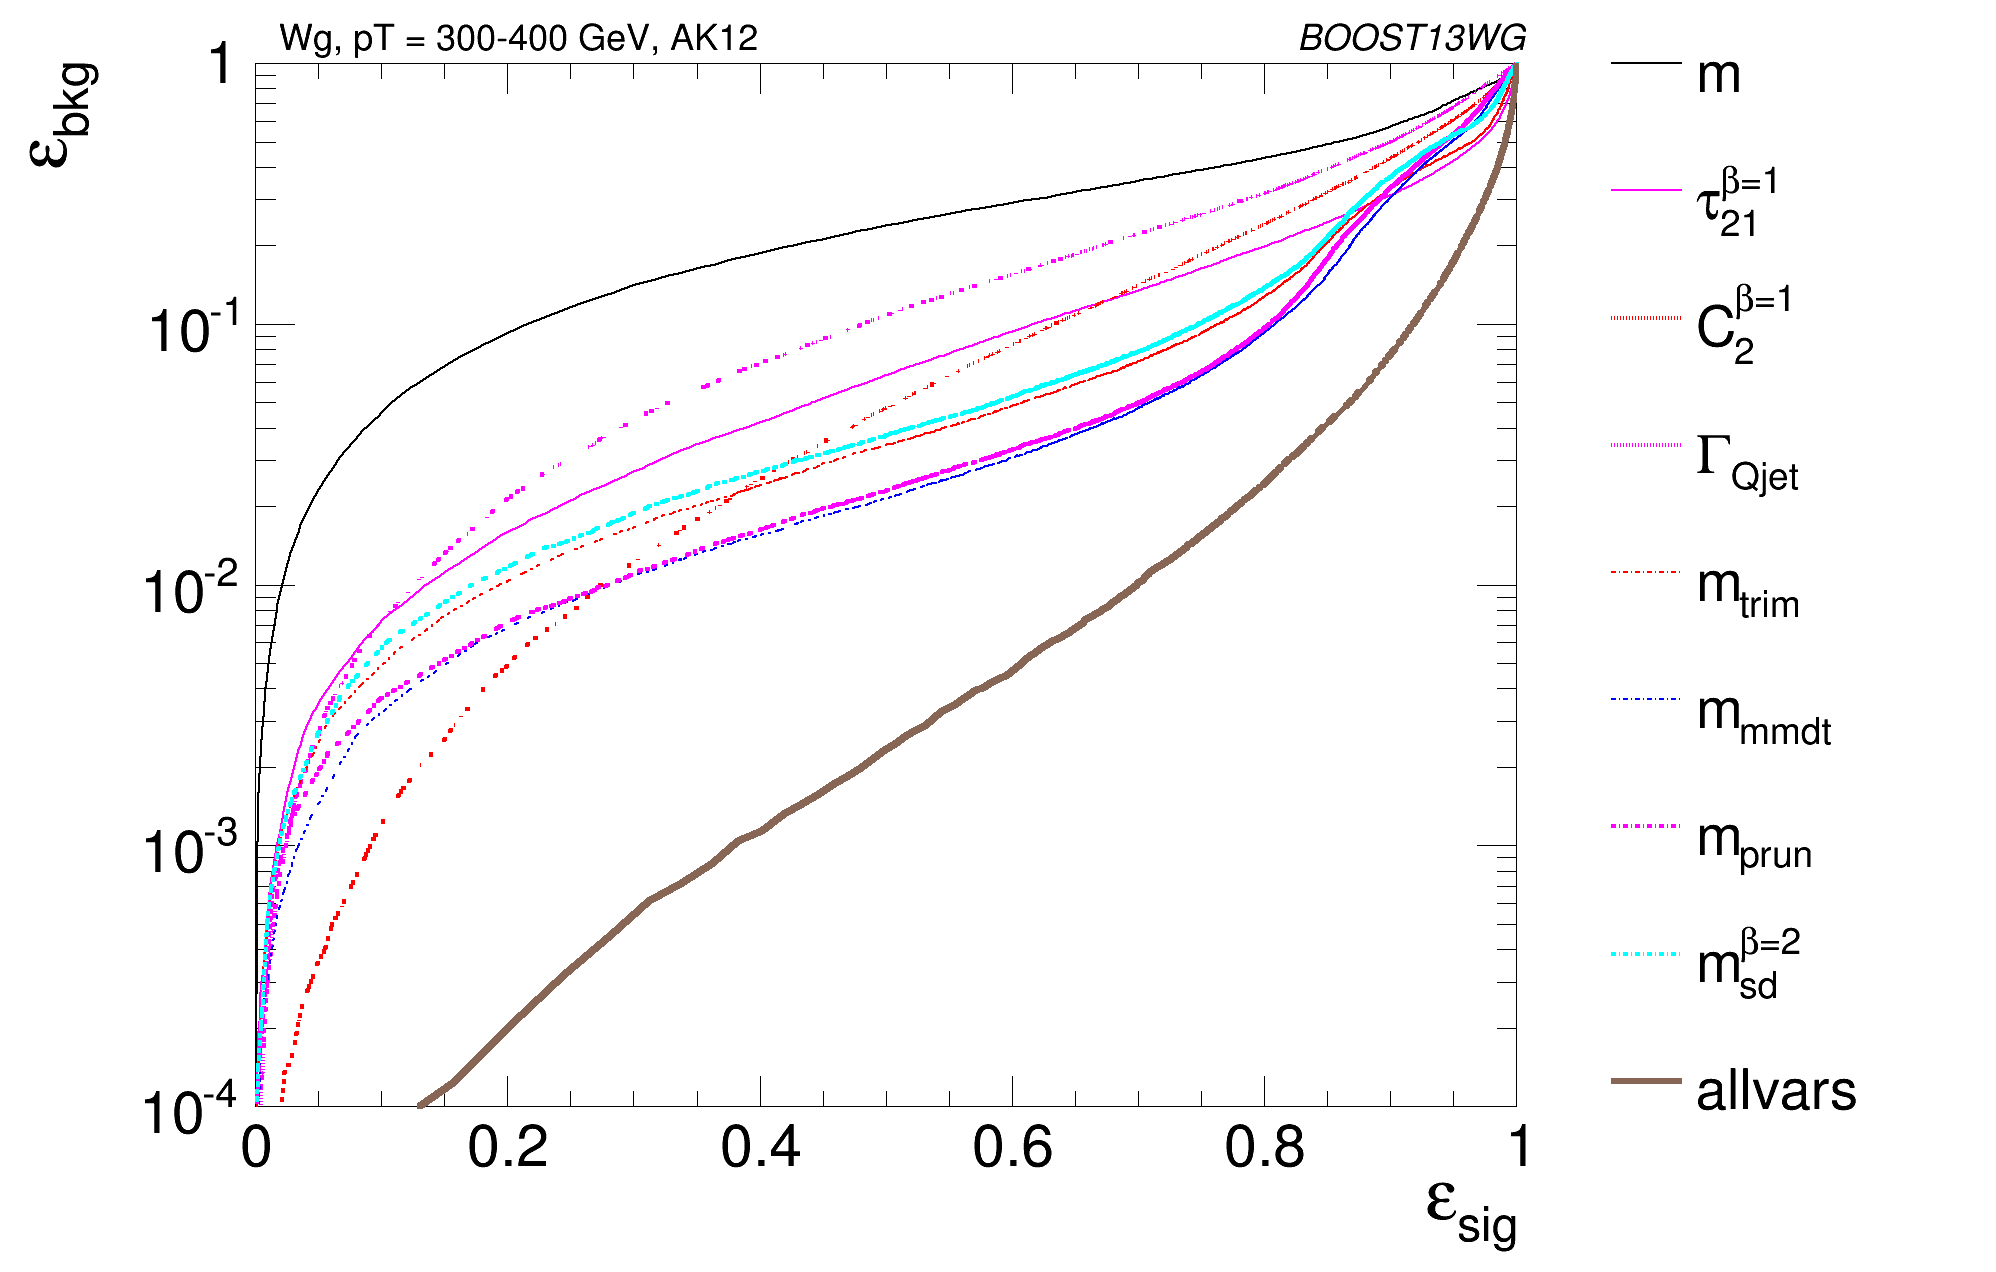 Wg, pT = 300-400 GeV, AK12
BOOST13WG
ε_bkg
1
10^-1
10^-2
10^-3
10^-4
0 0.2 0.4 0.6 0.8 1
ε_sig
m
τ_21^β=1
C_2^β=1
Γ_Qjet
m_trim
m_mmdt
m_prun
m_sd^β=2
allvars